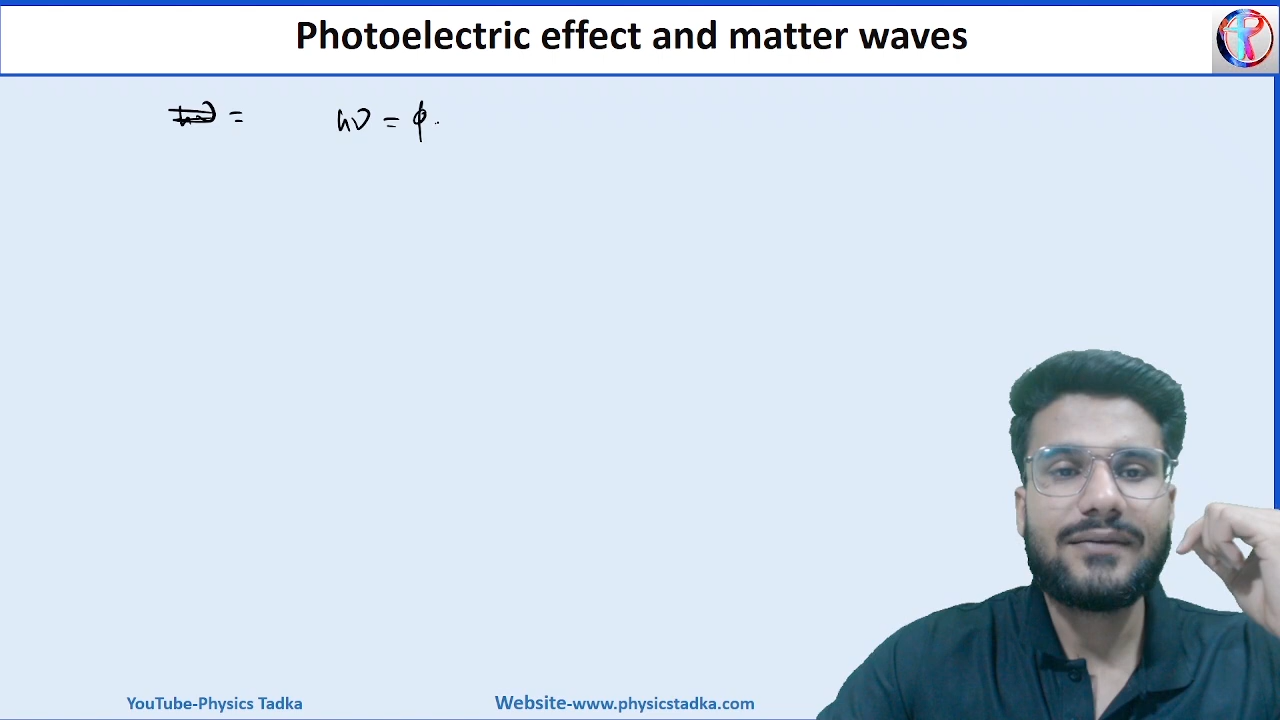 Photoelectric effect and matter waves
= hν = φ
YouTube-Physics Tadka
Website-www.physicstadka.com